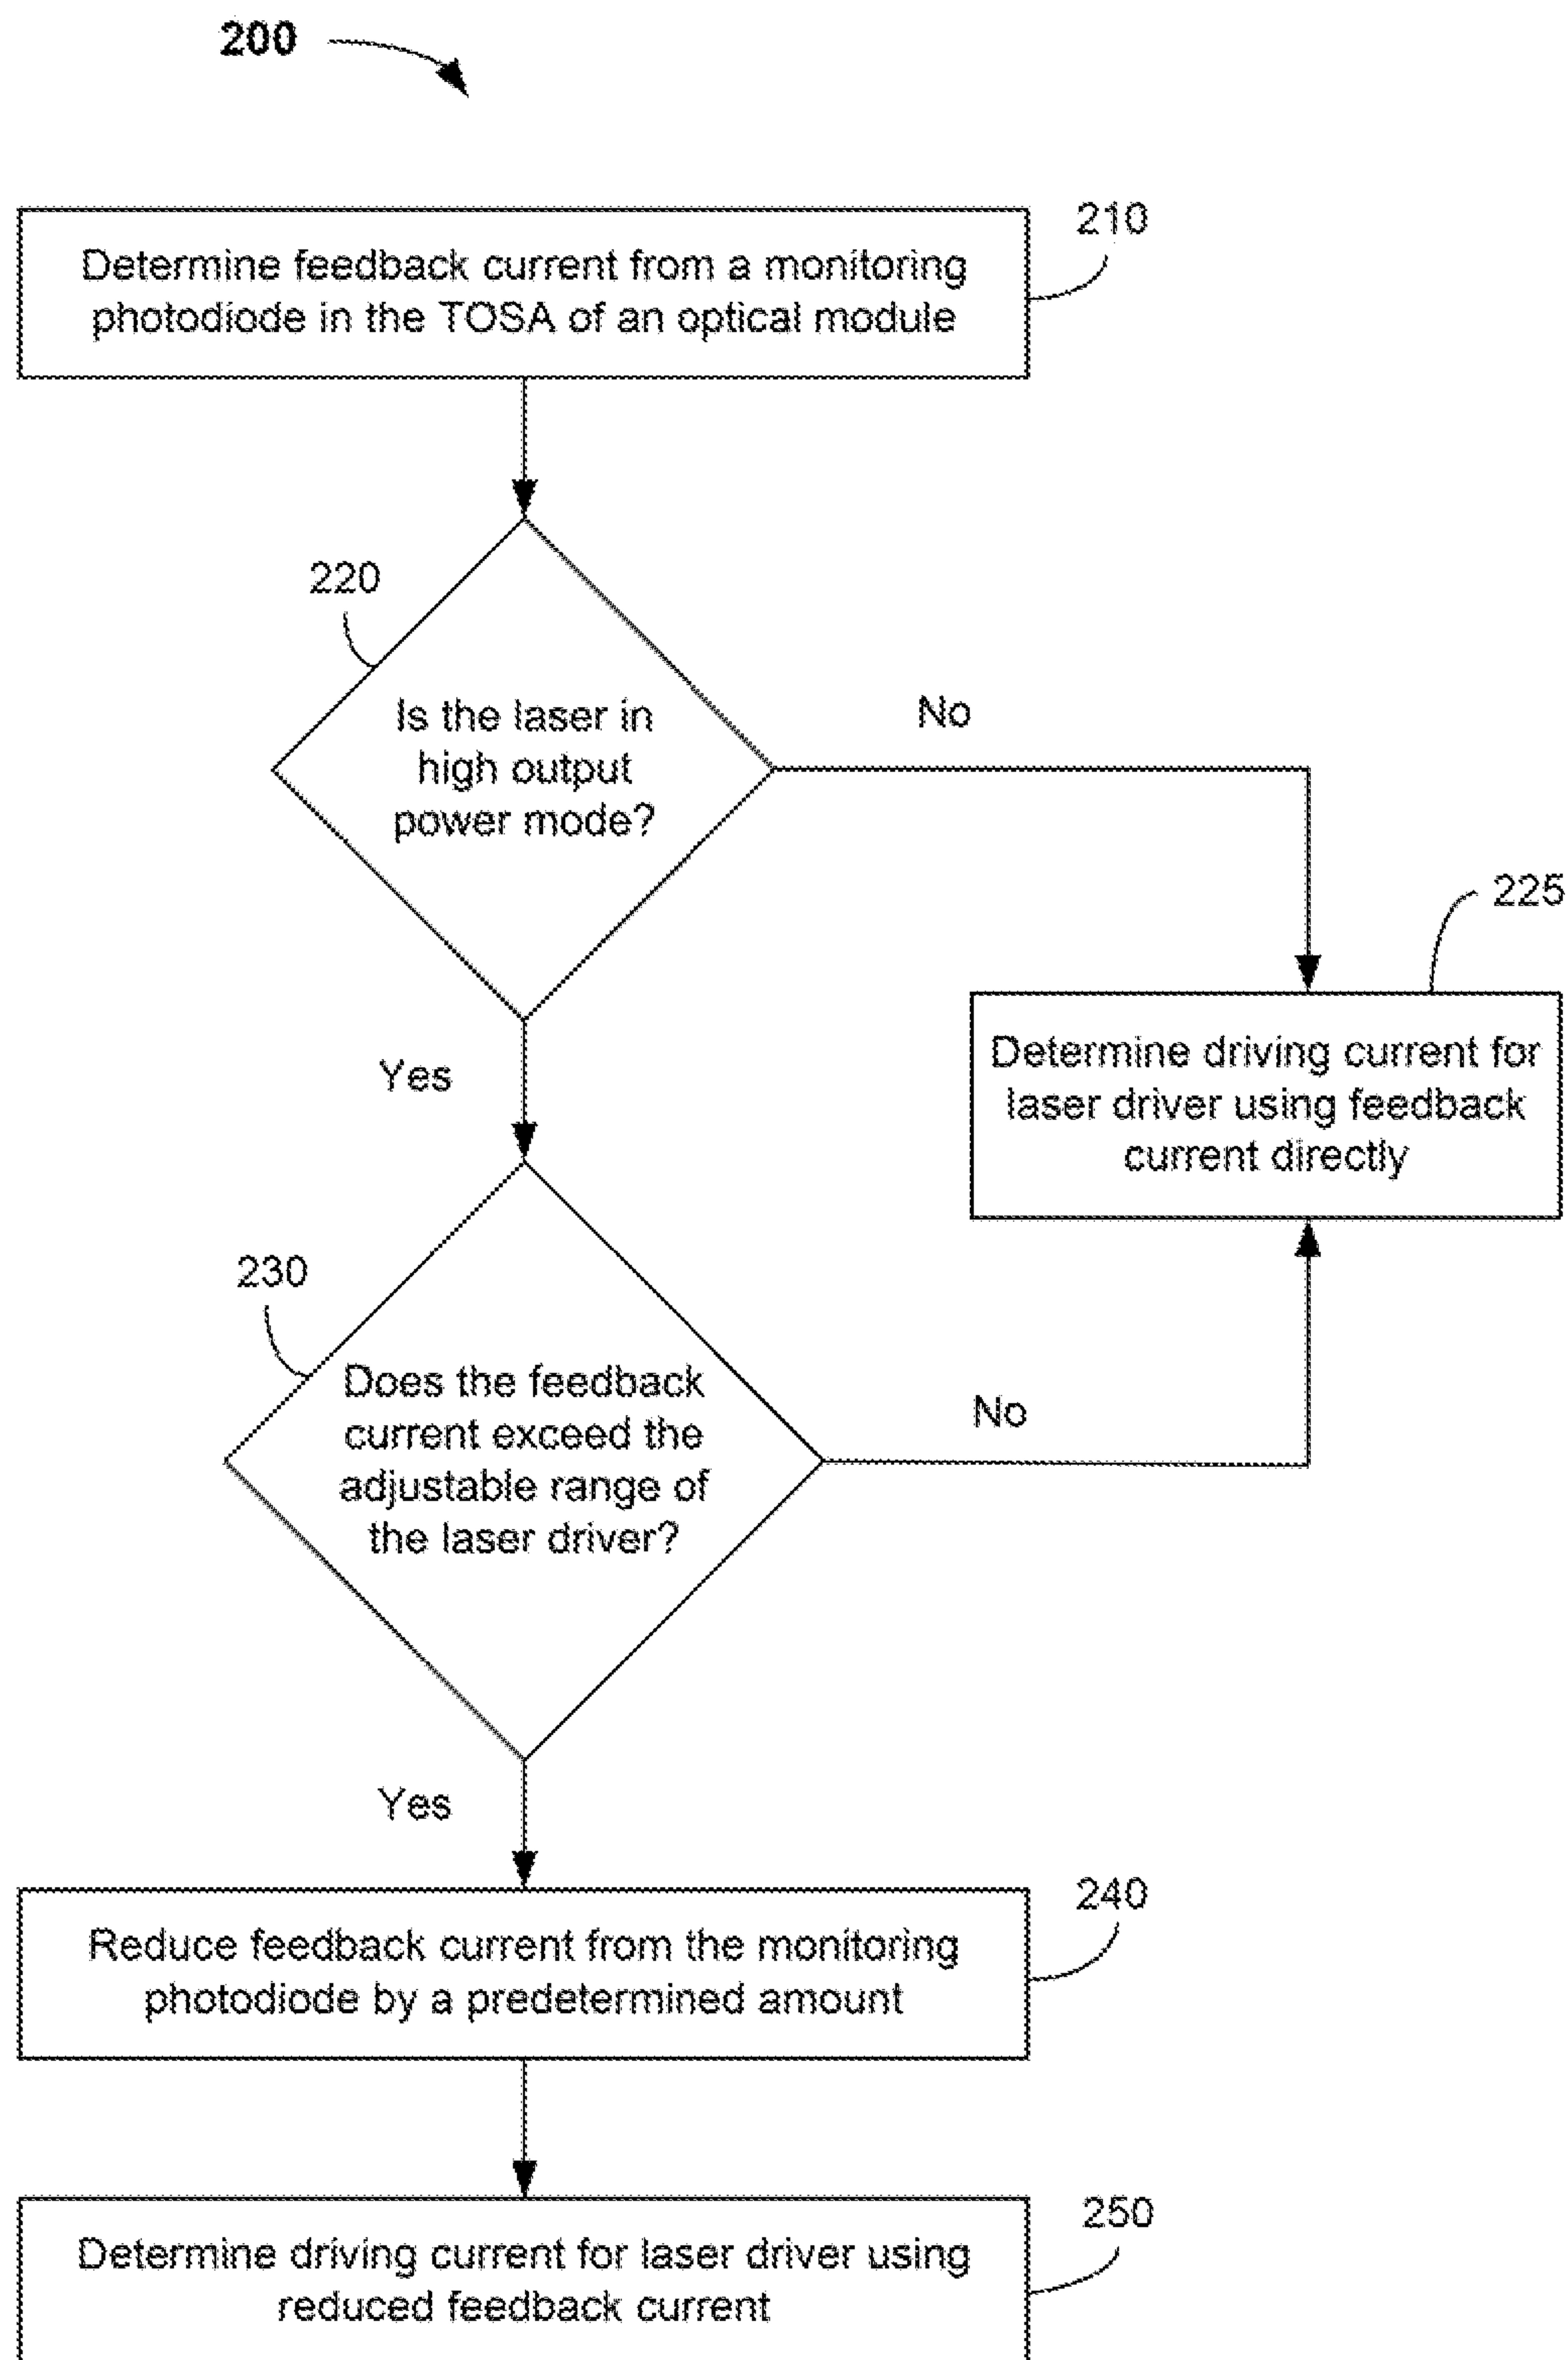 200
Determine feedback current from a monitoring
photodiode in the TOSA of an optical module
210
220
Is the laser in
high output
power mode?
No
225
Determine driving current for
laser driver using feedback
current directly
Yes
230
Does the feedback
current exceed the
adjustable range of
the laser driver?
No
Yes
240
Reduce feedback current from the monitoring
photodiode by a predetermined amount
250
Determine driving current for laser driver using
reduced feedback current